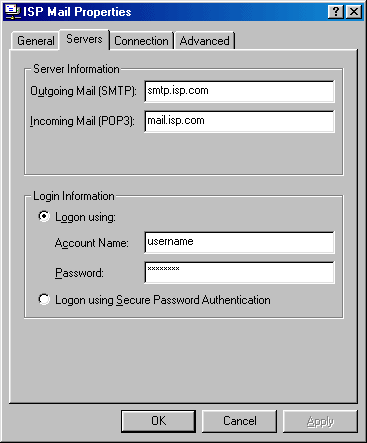 ISP Mail Properties
General Servers Connection Advanced
Server Information
Outgoing Mail (SMTP): smtp.isp.com
Incoming Mail (POP3): mail.isp.com
Login Information
Logon using:
Account Name: username
Password: xxxxxxxx
Logon using Secure Password Authentication
OK Cancel Apply